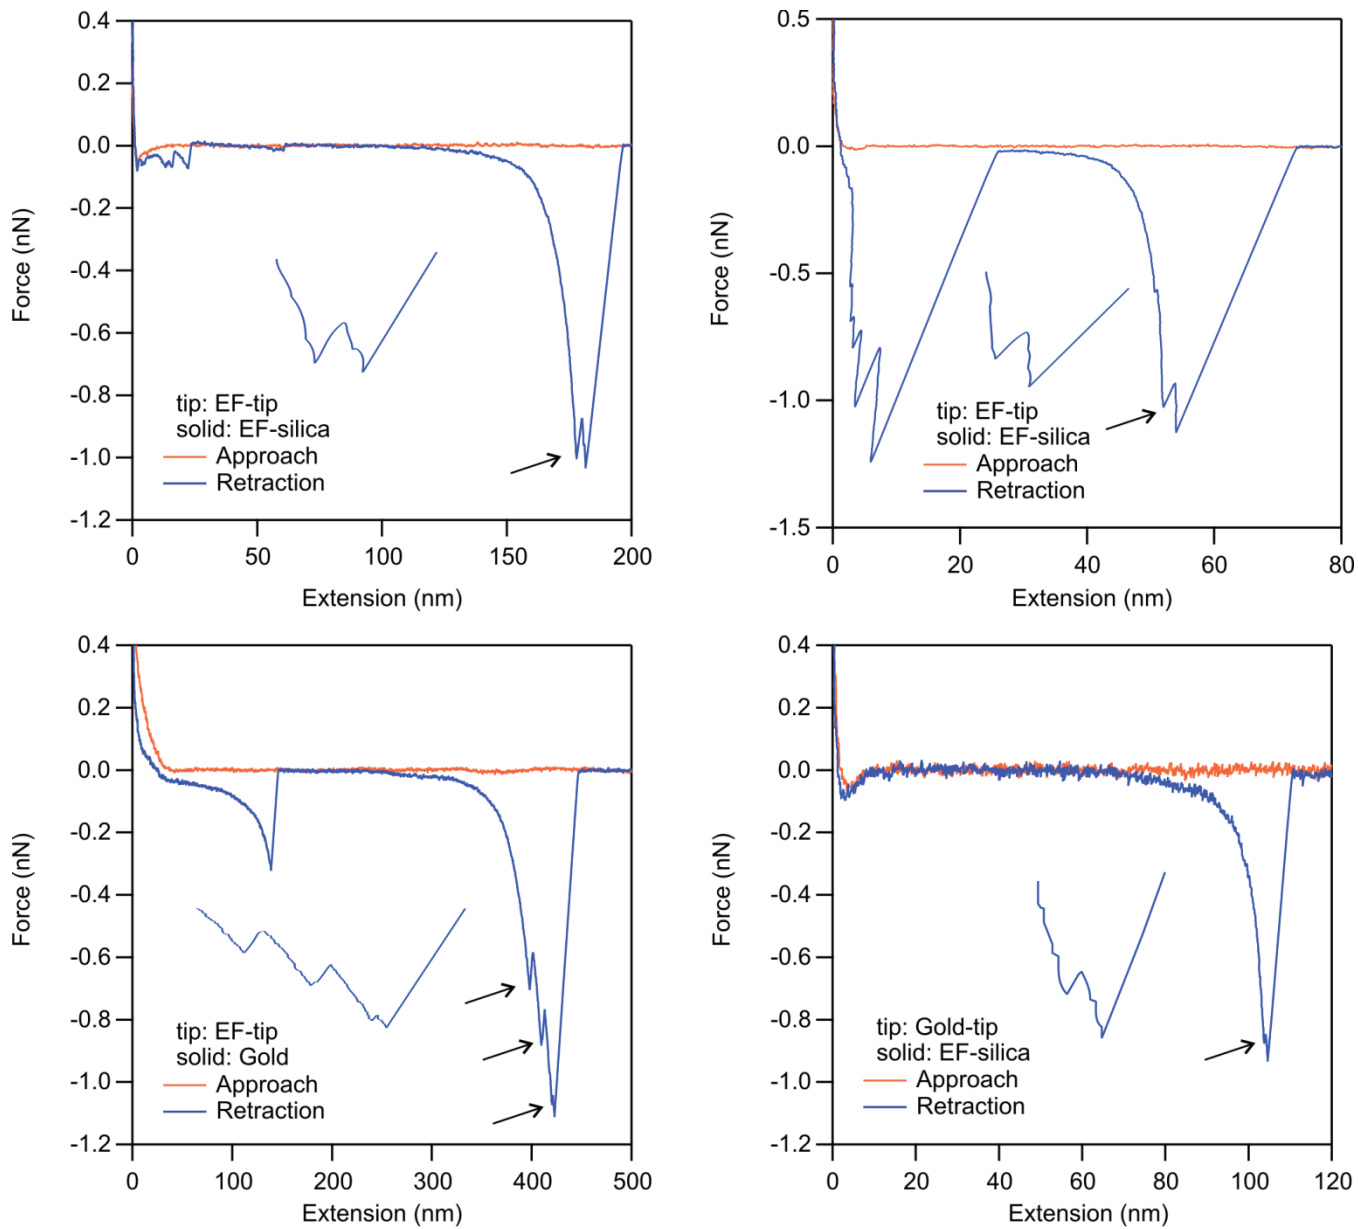 0.4
0.2
0.0
-0.2
-0.4
-0.6
-0.8
-1.0
-1.2
Force (nN)
tip: EF-tip
solid: EF-silica
Approach
Retraction
0 50 100 150 200
Extension (nm)
0.5
0.0
-0.5
-1.0
-1.5
Force (nN)
tip: EF-tip
solid: EF-silica
Approach
Retraction
0 20 40 60 80
Extension (nm)
0.4
0.2
0.0
-0.2
-0.4
-0.6
-0.8
-1.0
-1.2
Force (nN)
tip: EF-tip
solid: Gold
Approach
Retraction
0 100 200 300 400 500
Extension (nm)
0.4
0.2
0.0
-0.2
-0.4
-0.6
-0.8
-1.0
-1.2
Force (nN)
tip: Gold-tip
solid: EF-silica
Approach
Retraction
0 20 40 60 80 100 120
Extension (nm)